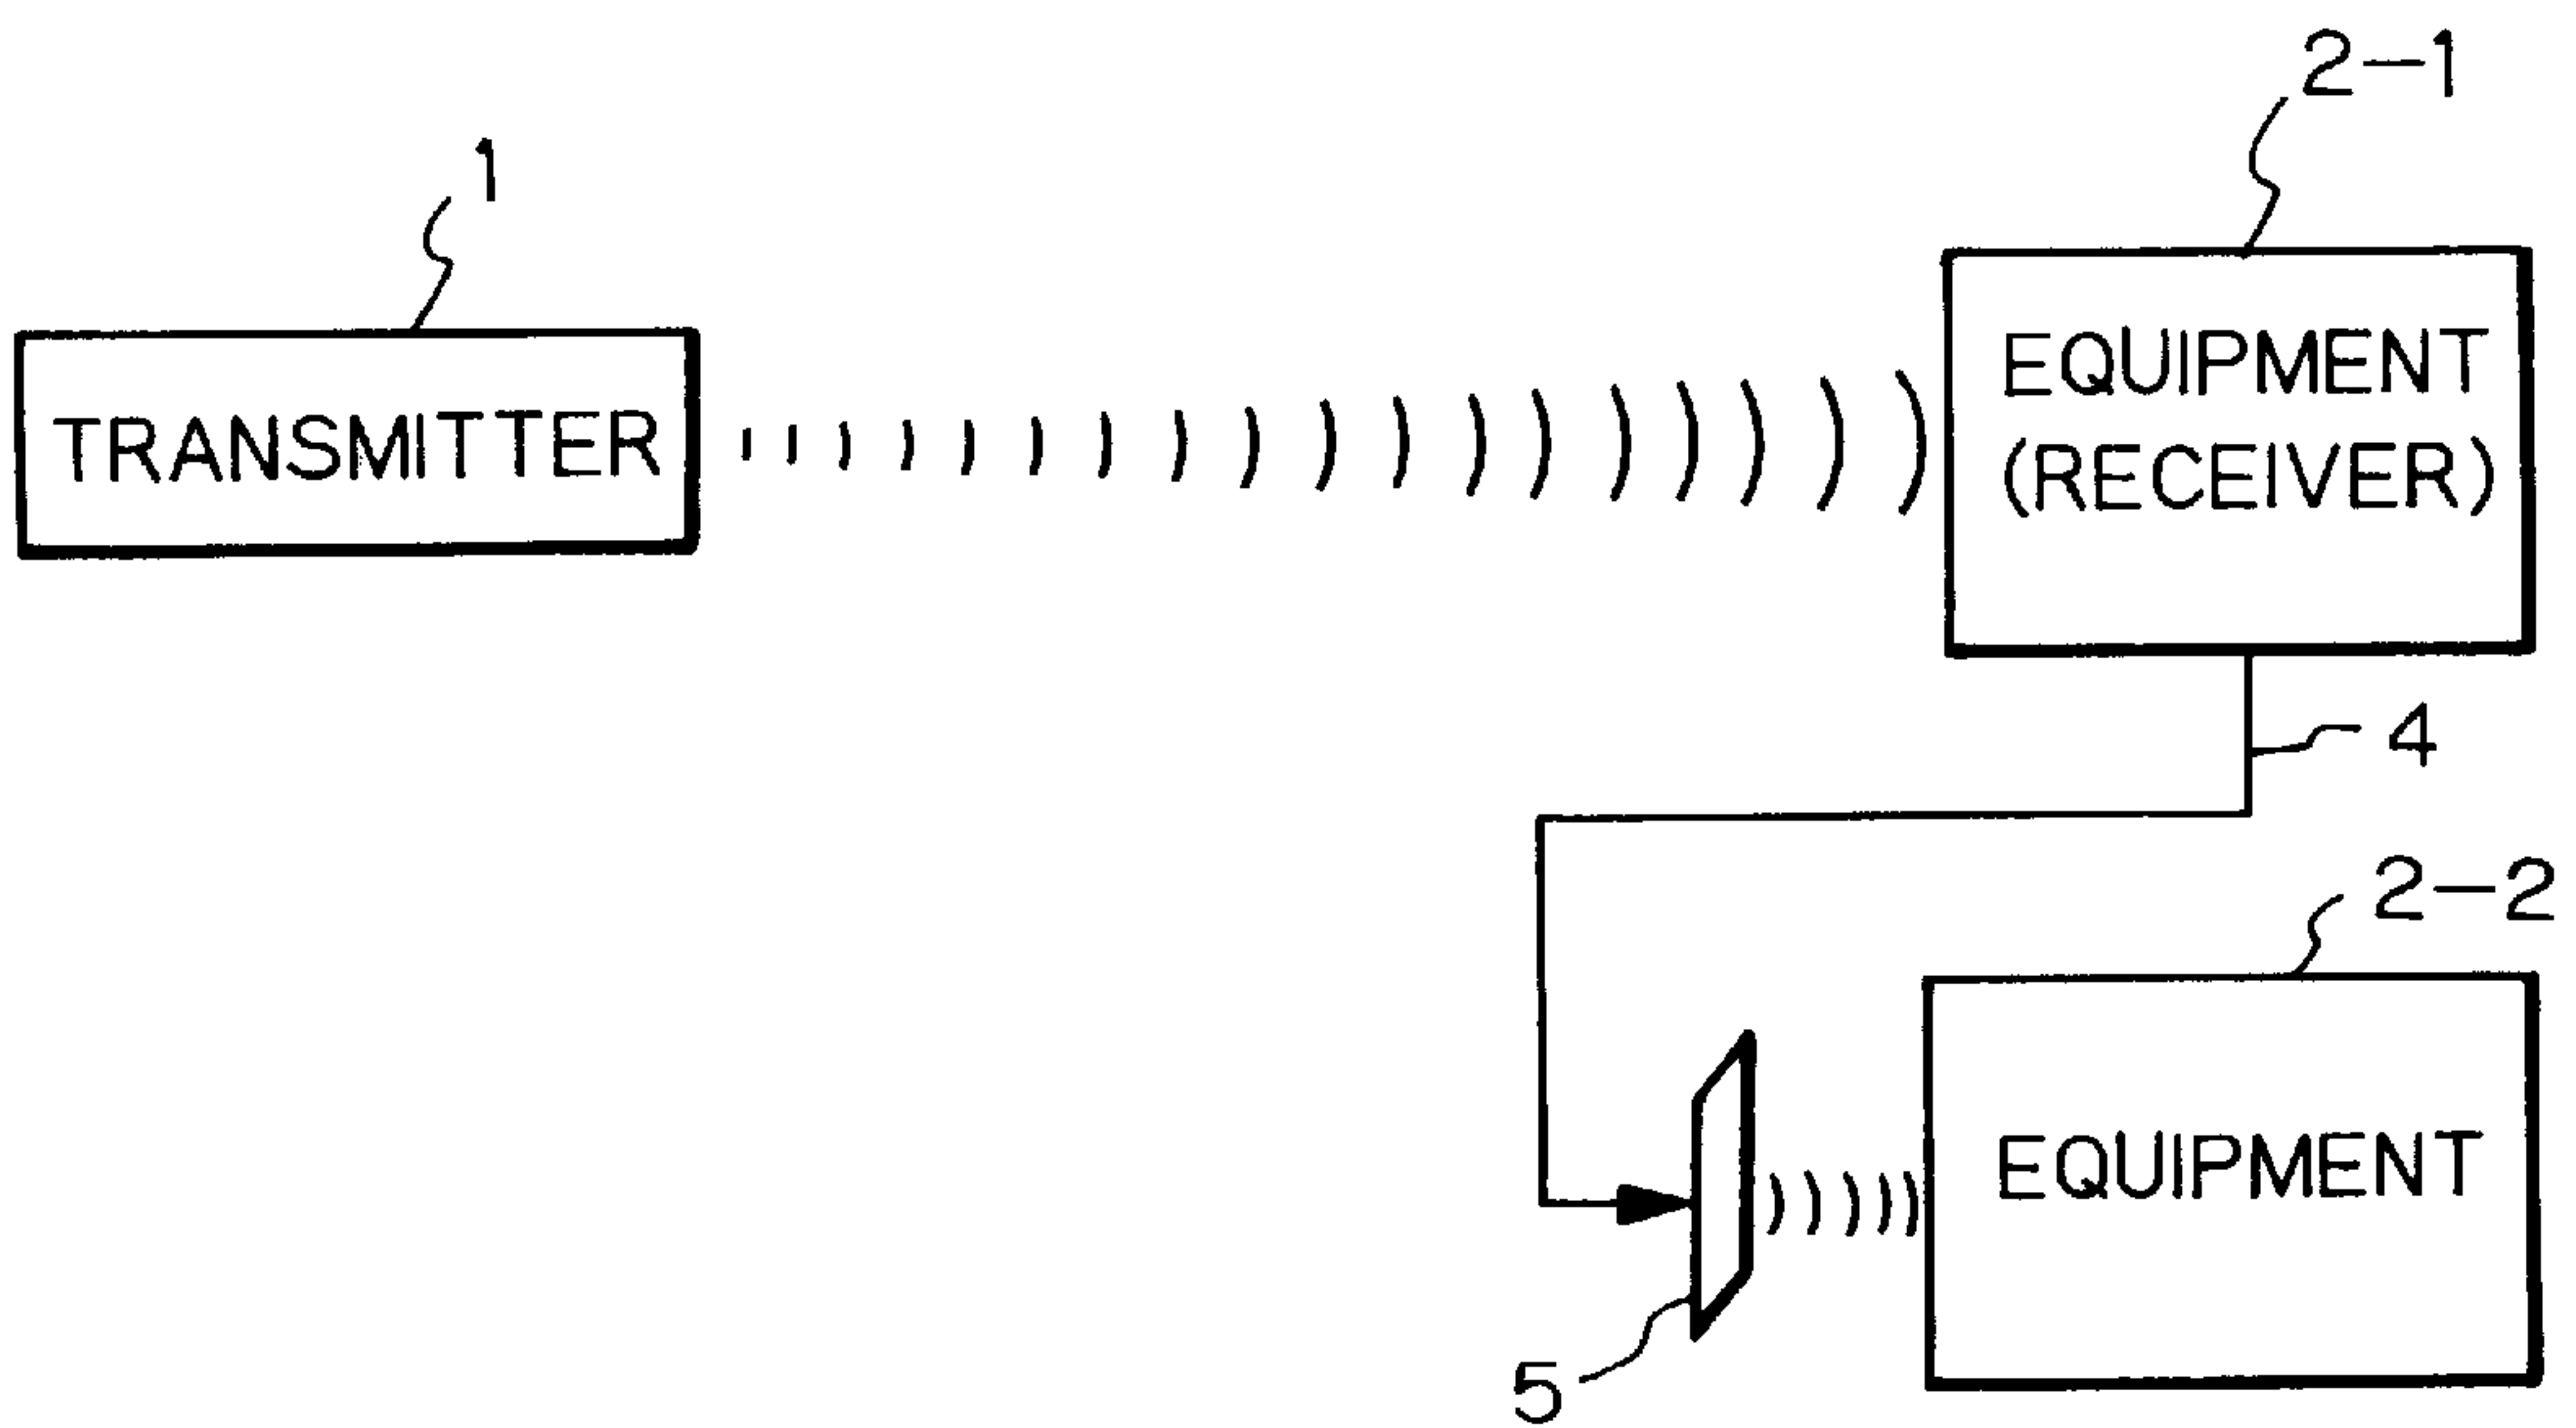 2-1
1
TRANSMITTER
EQUIPMENT
(RECEIVER)
4
2-2
EQUIPMENT
5